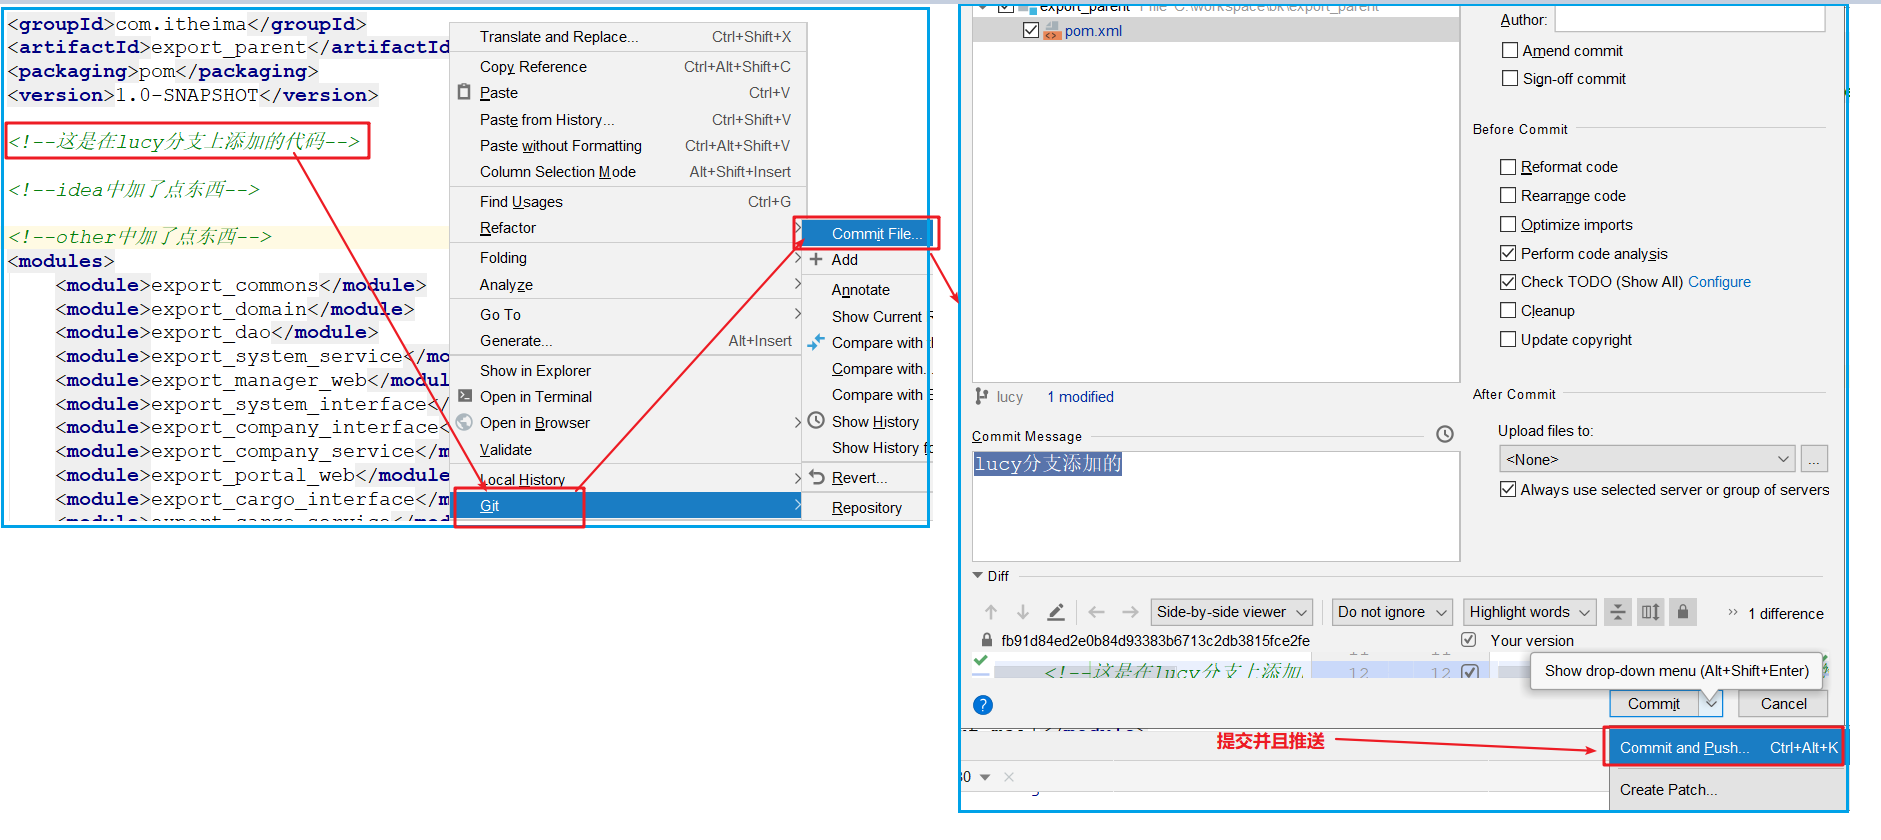 <groupId>com.itheima</groupId>
<artifactId>export_parent</artifactId
<packaging>pom</packaging>
<version>1.0-SNAPSHOT</version>
<!--这是在lucy分支上添加的代码-->
<!--idea中加了点东西-->
<!--other中加了点东西-->
<modules>
<module>export_commons</module>
<module>export_domain</module>
<module>export_dao</module>
<module>export_system_service</mo
<module>export_manager_web</modul
<module>export_system_interface</
<module>export_company_interface<
<module>export_company_service</m
<module>export_portal_web</module
<module>export_cargo_interface</m
<module>export_cargo_service</mod
Translate and Replace... Ctrl+Shift+X
Copy Reference Ctrl+Alt+Shift+C
Paste Ctrl+V
Paste from History... Ctrl+Shift+V
Paste without Formatting Ctrl+Alt+Shift+V
Column Selection Mode Alt+Shift+Insert
Find Usages Ctrl+G
Refactor
Folding
Analyze
Go To
Generate... Alt+Insert
Show in Explorer
Open in Terminal
Open in Browser
Validate
Local History
Git
Commit File...
Add
Annotate
Show Current
Compare with
Compare with...
Compare with
Show History
Show History
Revert...
Repository
export_parent File C:\workspace\bk\export_parent
pom.xml
lucy 1 modified
Commit Message
lucy分支添加的
Author:
Amend commit
Sign-off commit
Before Commit
Reformat code
Rearrange code
Optimize imports
Perform code analysis
Check TODO (Show All) Configure
Cleanup
Update copyright
After Commit
Upload files to:
<None> ...
Always use selected server or group of servers
Diff
Side-by-side viewer Do not ignore Highlight words 1 difference
fb91d84ed2e0b84d93383b6713c2db3815fce2fe Your version
11 11
<!--这是在lucy分支上添加 12 12
Show drop-down menu (Alt+Shift+Enter)
? Commit Cancel
提交并且推送
Commit and Push... Ctrl+Alt+K
Create Patch...